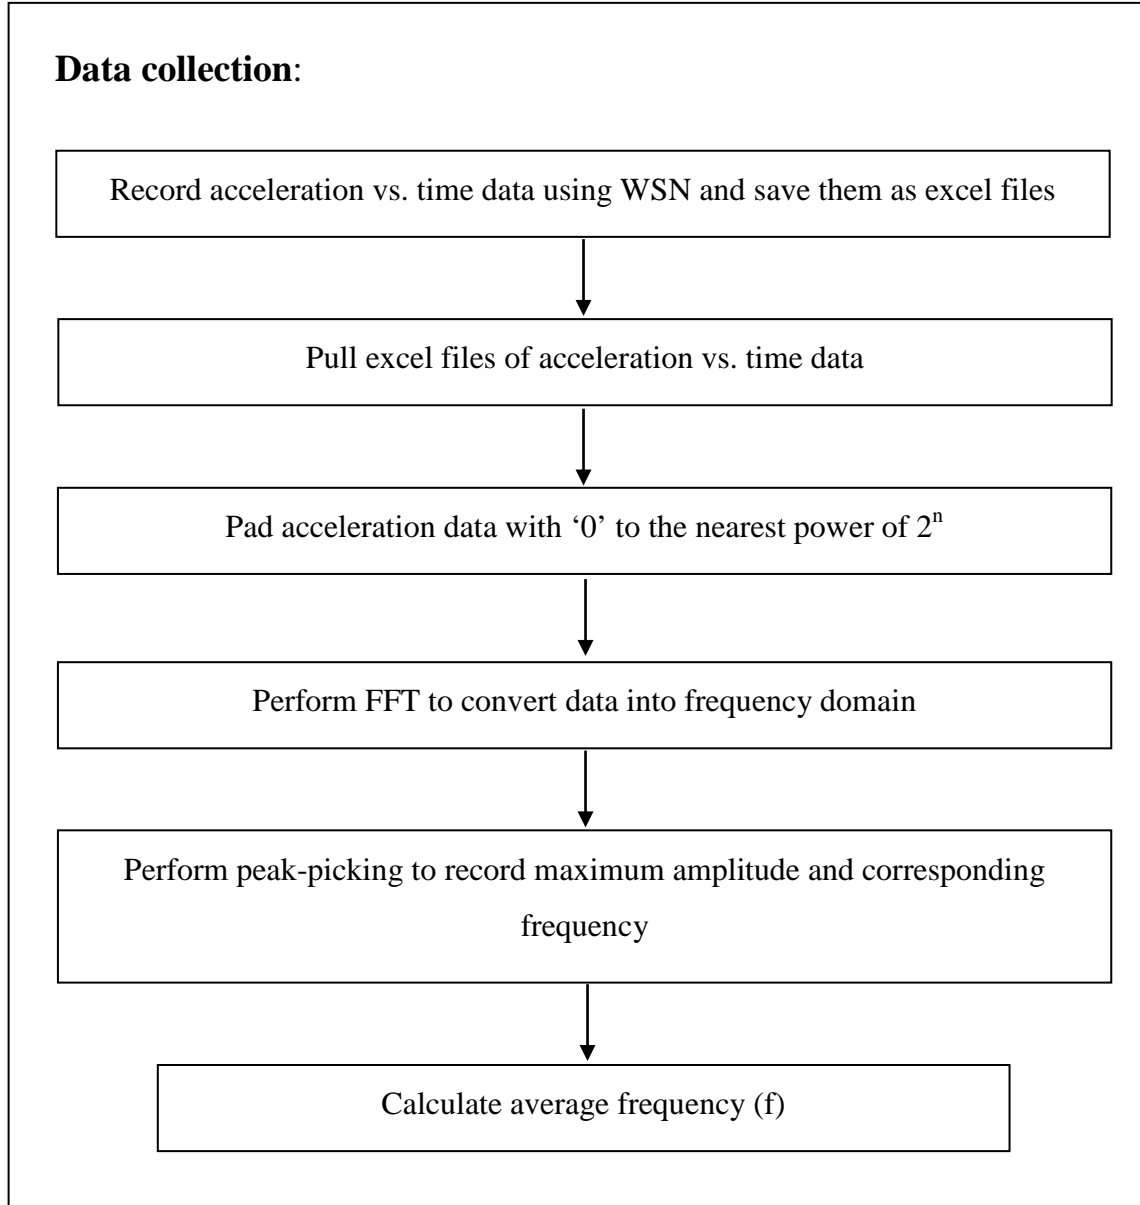 Data collection:
Record acceleration vs. time data using WSN and save them as excel files
Pull excel files of acceleration vs. time data
Pad acceleration data with ‘0’ to the nearest power of 2ⁿ
Perform FFT to convert data into frequency domain
Perform peak-picking to record maximum amplitude and corresponding
frequency
Calculate average frequency (f)